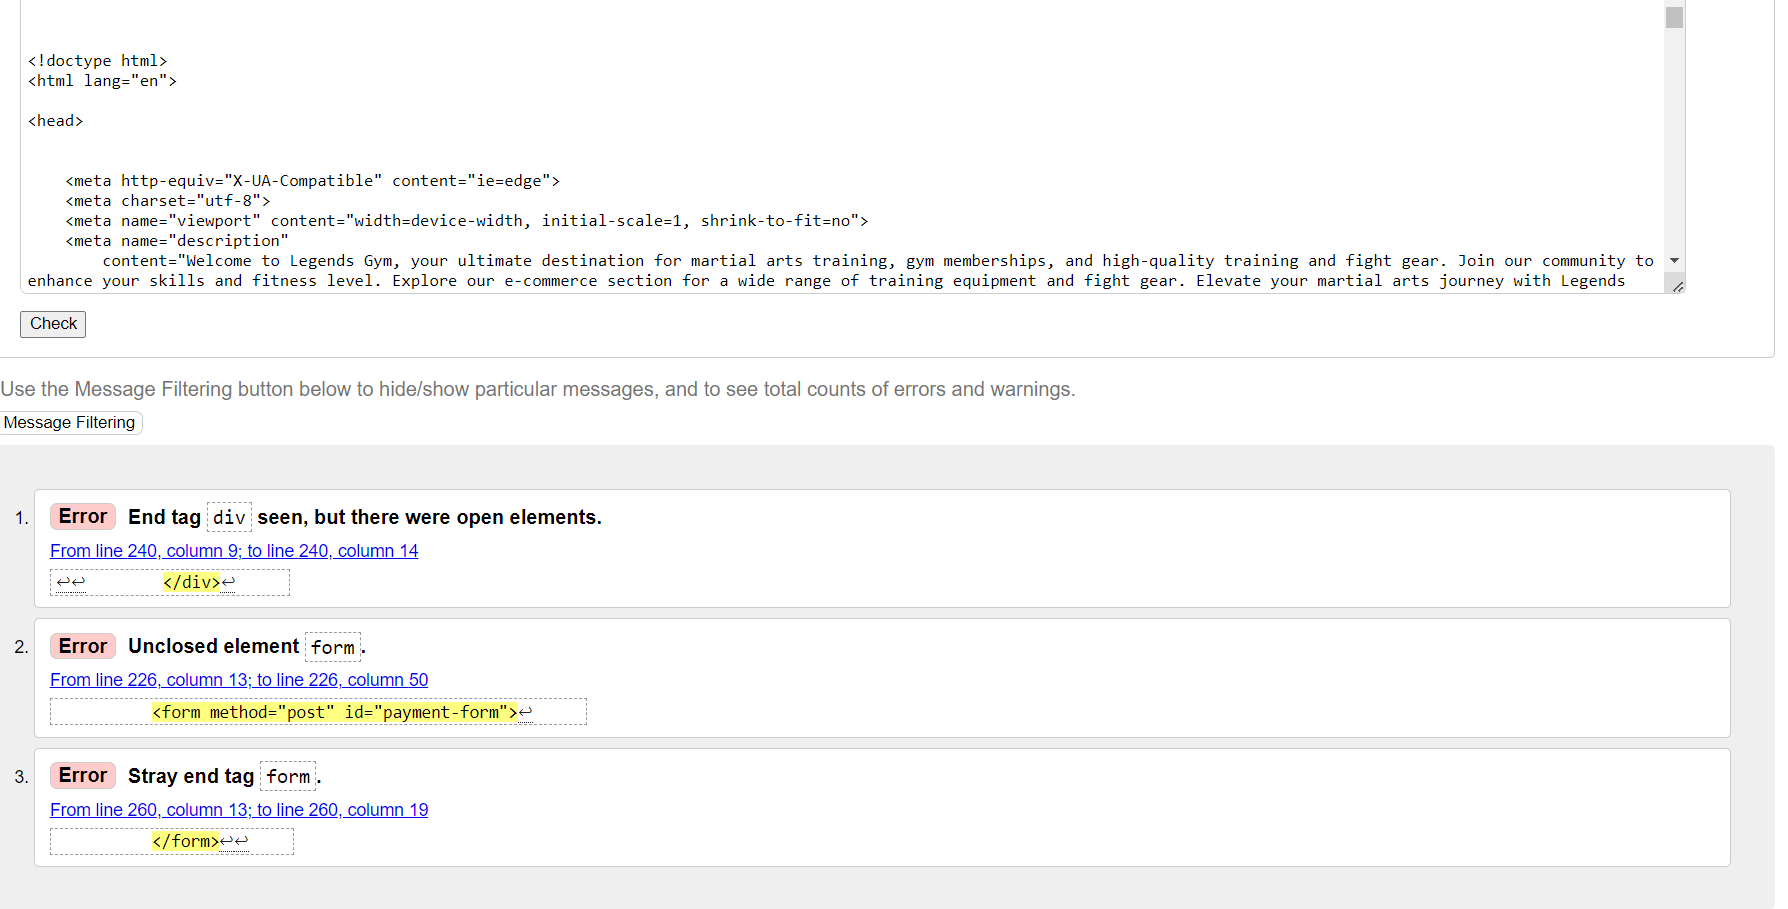 <!doctype html>
<html lang="en">
<head>
<meta http-equiv="X-UA-Compatible" content="ie=edge">
<meta charset="utf-8">
<meta name="viewport" content="width=device-width, initial-scale=1, shrink-to-fit=no">
<meta name="description"
content="Welcome to Legends Gym, your ultimate destination for martial arts training, gym memberships, and high-quality training and fight gear. Join our community to
enhance your skills and fitness level. Explore our e-commerce section for a wide range of training equipment and fight gear. Elevate your martial arts journey with Legends
Check
Use the Message Filtering button below to hide/show particular messages, and to see total counts of errors and warnings.
Message Filtering
1. Error End tag div seen, but there were open elements.
From line 240, column 9; to line 240, column 14
↩↩ </div>↩
2. Error Unclosed element form.
From line 226, column 13; to line 226, column 50
<form method="post" id="payment-form">↩
3. Error Stray end tag form.
From line 260, column 13; to line 260, column 19
</form>↩↩